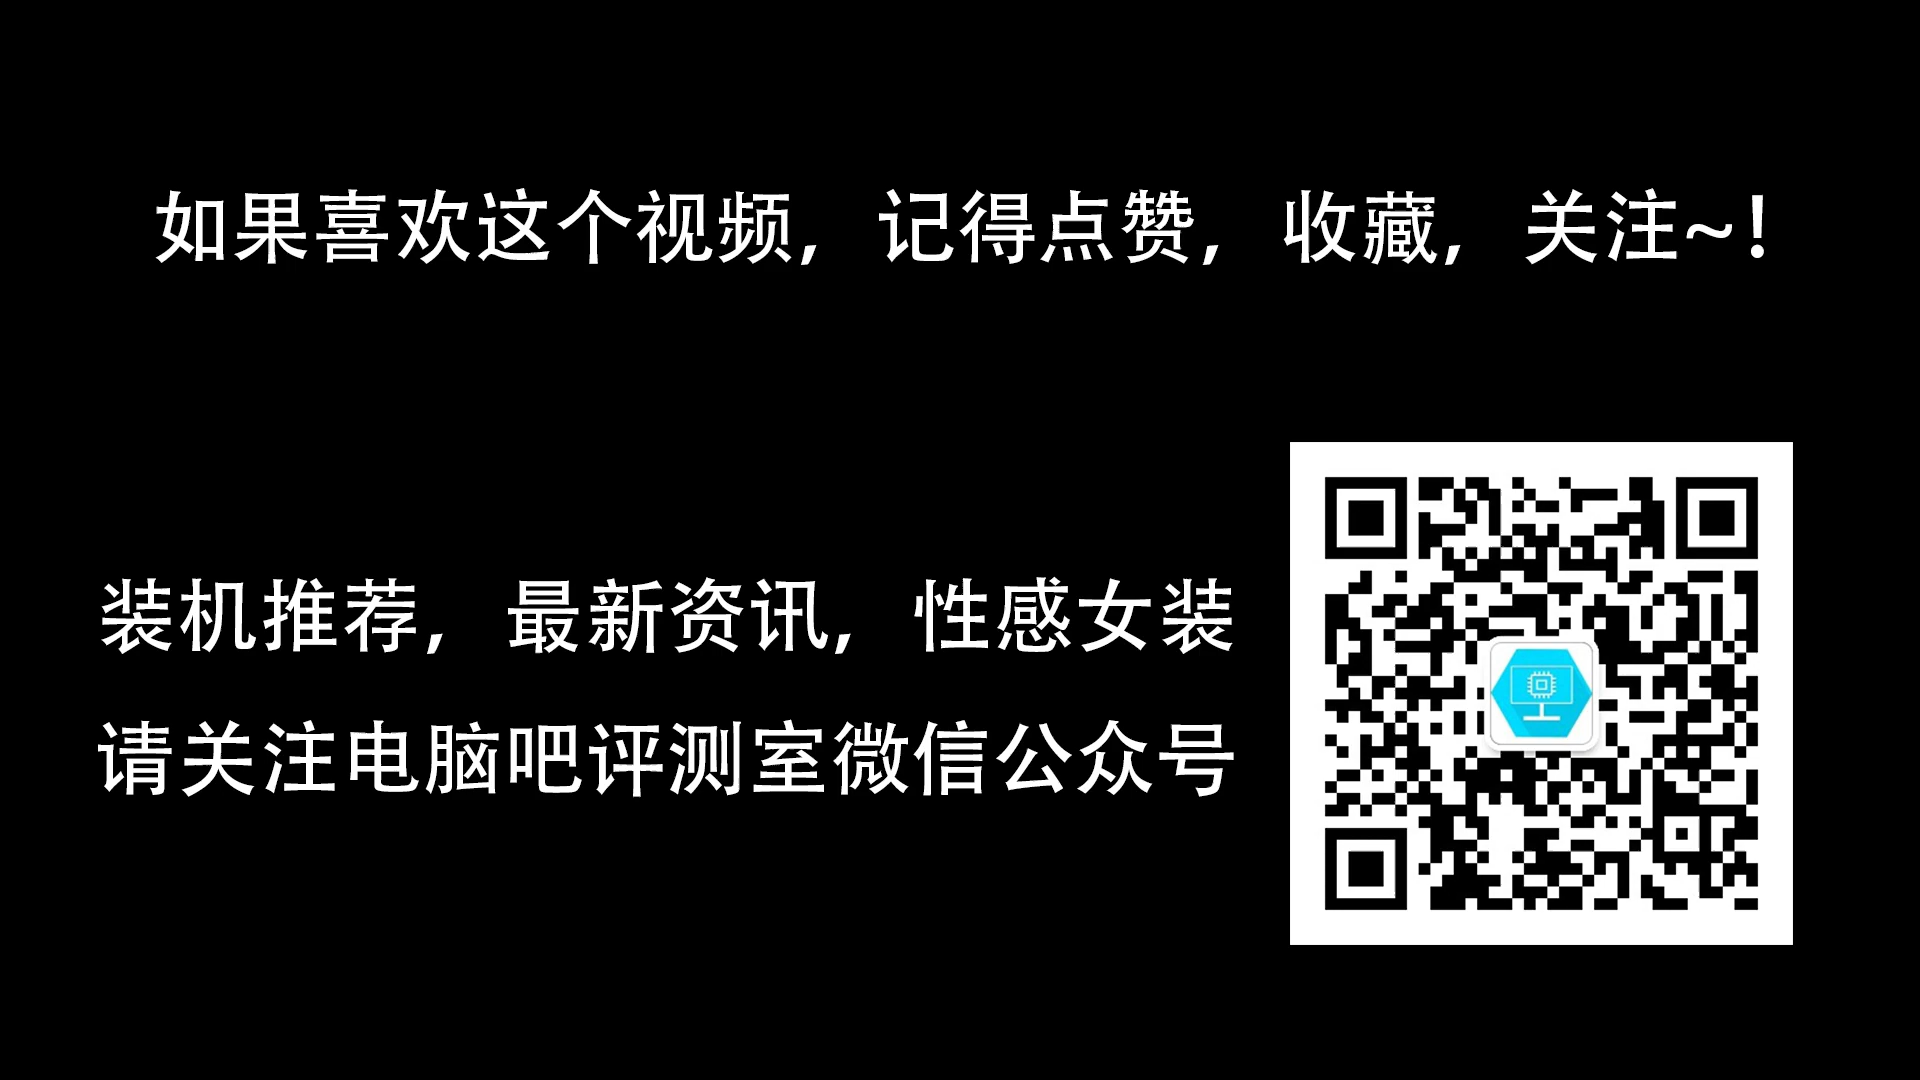 如果喜欢这个视频，记得点赞，收藏，关注~！
装机推荐，最新资讯，性感女装
请关注电脑吧评测室微信公众号